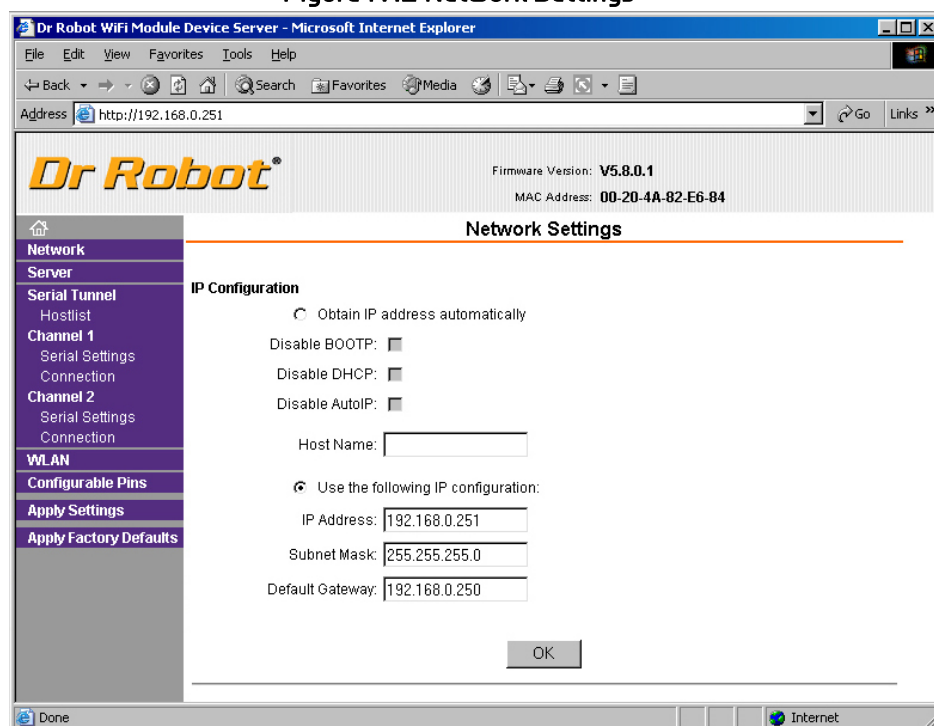 Figure IV.2 Network Settings
Dr Robot WiFi Module Device Server - Microsoft Internet Explorer
File Edit View Favorites Tools Help
Back Search Favorites Media
Address http://192.168.0.251 Go Links »
Dr Robot®
Firmware Version: V5.8.0.1
MAC Address: 00-20-4A-82-E6-84
Network Settings
Network
Server
Serial Tunnel
Hostlist
Channel 1
Serial Settings
Connection
Channel 2
Serial Settings
Connection
WLAN
Configurable Pins
Apply Settings
Apply Factory Defaults
IP Configuration
Obtain IP address automatically
Disable BOOTP:
Disable DHCP:
Disable AutoIP:
Host Name:
Use the following IP configuration:
IP Address: 192.168.0.251
Subnet Mask: 255.255.255.0
Default Gateway: 192.168.0.250
OK
Done
Internet